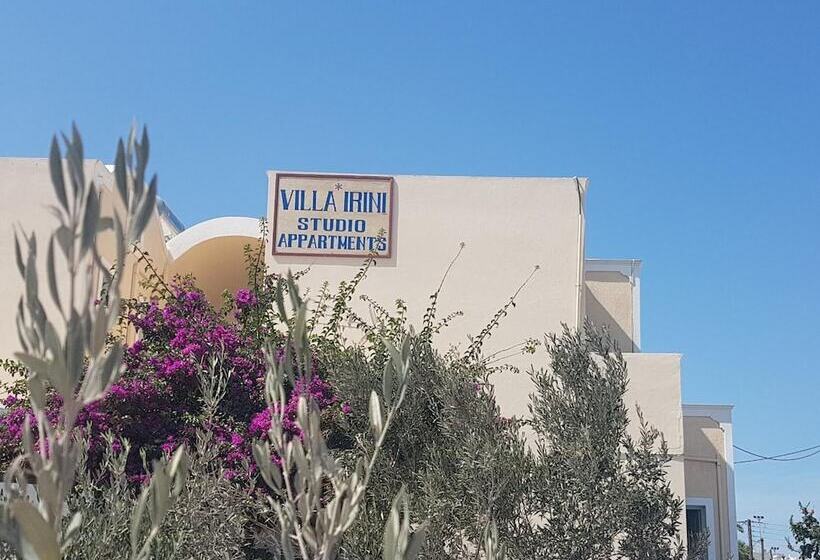 *
VILLA IRINI
STUDIO
APPARTMENTS